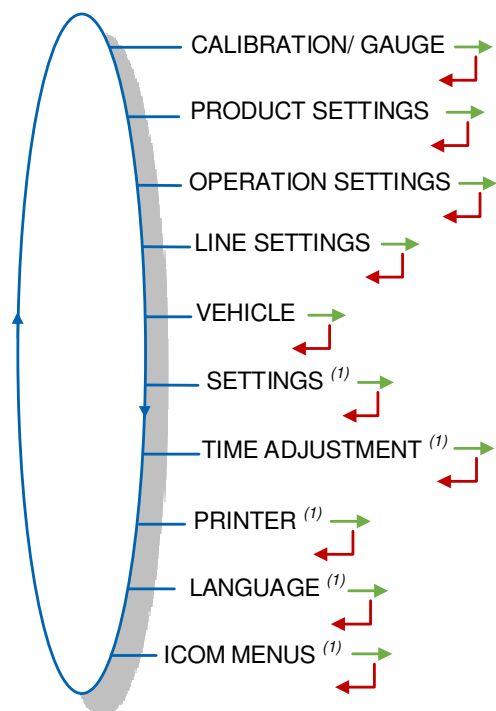 CALIBRATION/ GAUGE
PRODUCT SETTINGS
OPERATION SETTINGS
LINE SETTINGS
VEHICLE
SETTINGS (1)
TIME ADJUSTMENT (1)
PRINTER (1)
LANGUAGE (1)
ICOM MENUS (1)